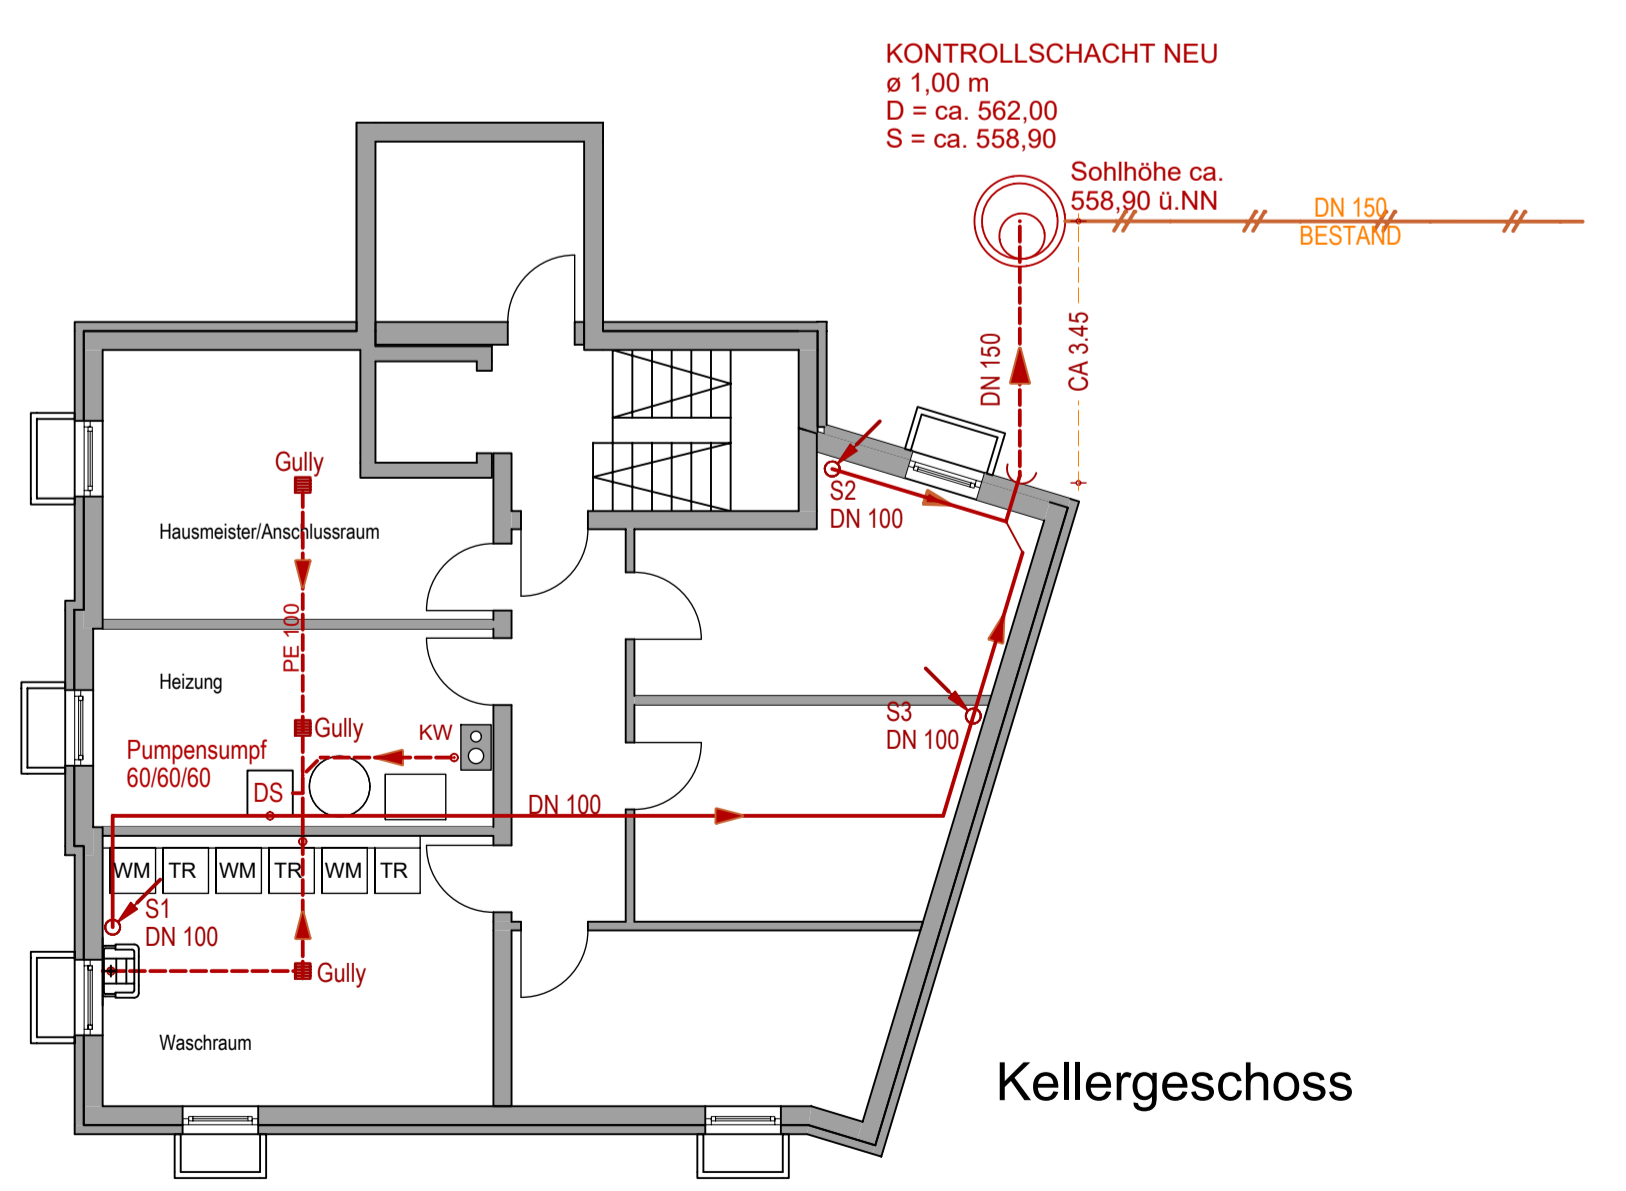 KONTROLLSCHACHT NEU
ø 1,00 m
D = ca. 562,00
S = ca. 558,90
Sohlhöhe ca.
558,90 ü.NN
DN 150
BESTAND
DN 150
CA 3.45
Gully
S2
DN 100
Hausmeister/Anschlussraum
PE 100
Heizung
Gully
KW
S3
DN 100
Pumpensumpf
60/60/60
DS
DN 100
WM
TR
WM
TR
WM
TR
S1
DN 100
Gully
Waschraum
Kellergeschoss